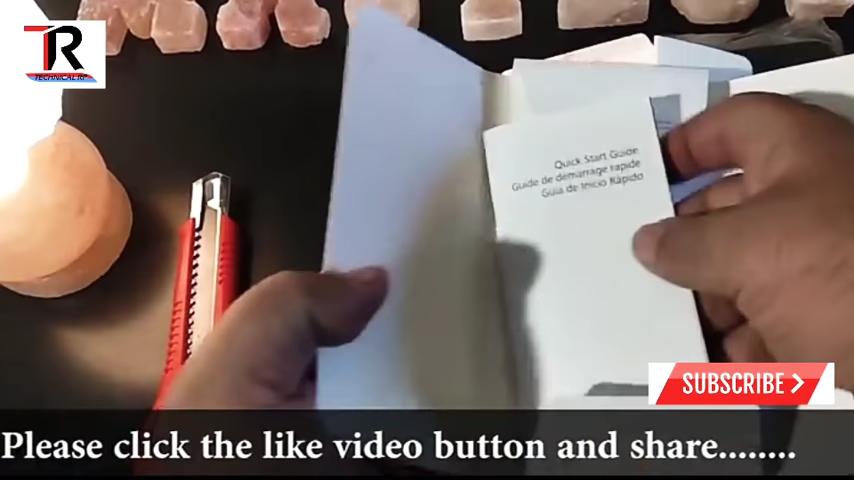 TR
TECHNICAL RP
Quick Start Guide
Guide de démarrage rapide
Guía de Inicio Rápido
SUBSCRIBE >
Please click the like video button and share........